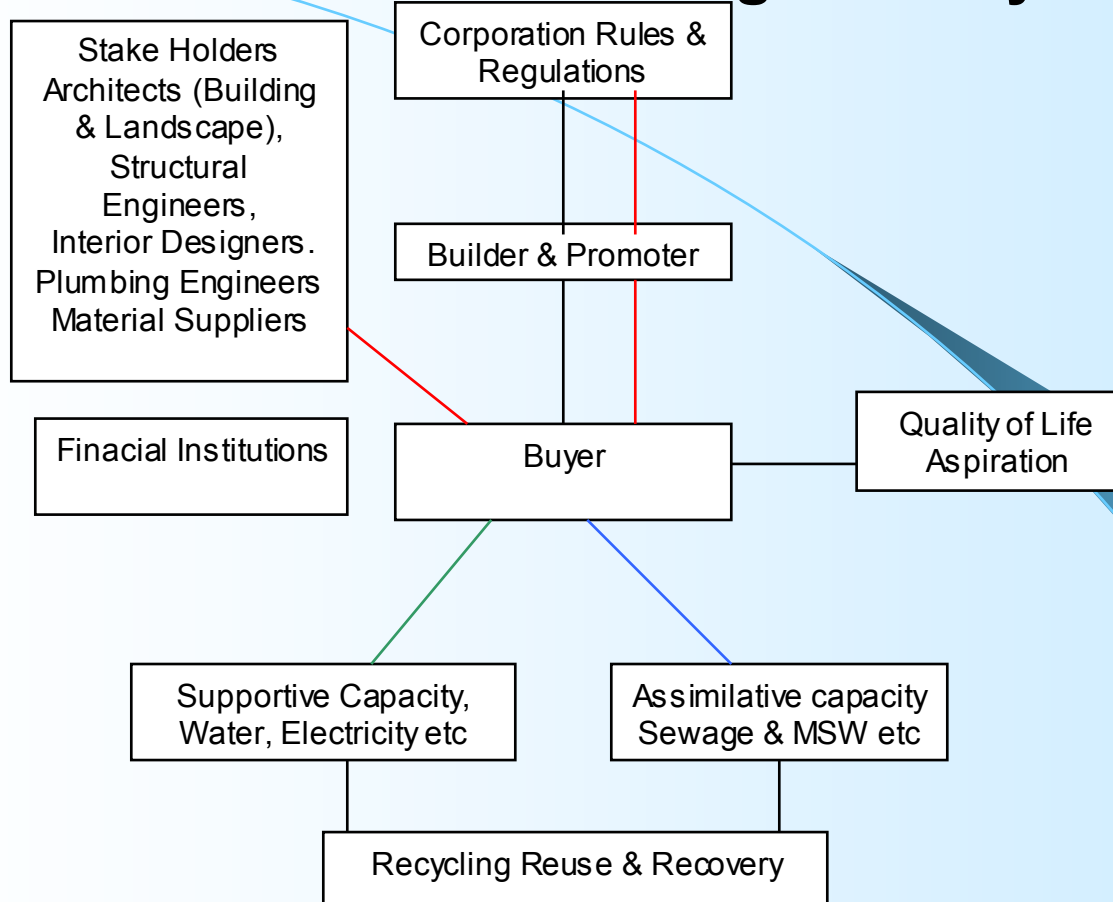 Corporation Rules &
Regulations
Stake Holders
Architects (Building
& Landscape),
Structural
Engineers,
Interior Designers.
Plumbing Engineers
Material Suppliers
Builder & Promoter
Finacial Institutions
Buyer
Quality of Life
Aspiration
Supportive Capacity,
Water, Electricity etc
Assimilative capacity
Sewage & MSW etc
Recycling Reuse & Recovery